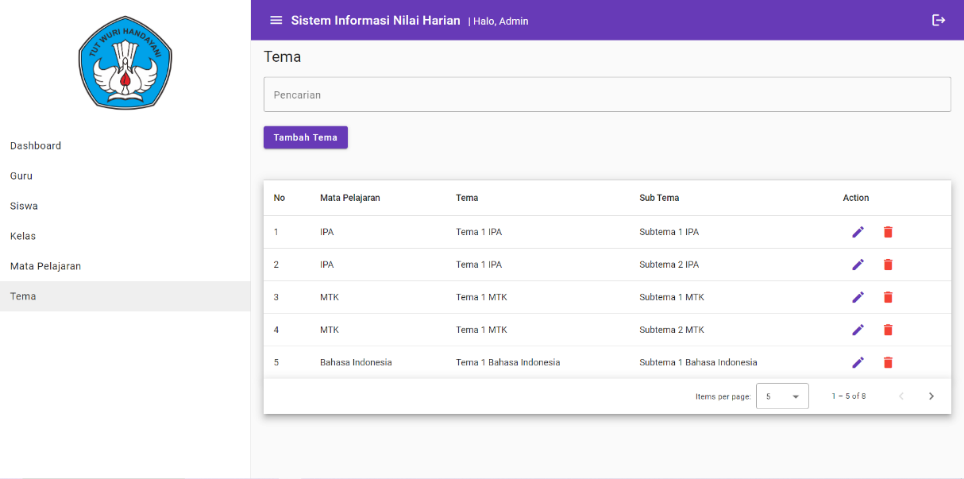 TUT WURI HANDAYANI
Dashboard
Guru
Siswa
Kelas
Mata Pelajaran
Tema
Sistem Informasi Nilai Harian | Halo, Admin
Tema
Pencarian
Tambah Tema
No Mata Pelajaran Tema Sub Tema Action
1 IPA Tema 1 IPA Subtema 1 IPA
2 IPA Tema 1 IPA Subtema 2 IPA
3 MTK Tema 1 MTK Subtema 1 MTK
4 MTK Tema 1 MTK Subtema 2 MTK
5 Bahasa Indonesia Tema 1 Bahasa Indonesia Subtema 1 Bahasa Indonesia
Items per page: 5 1 – 5 of 8